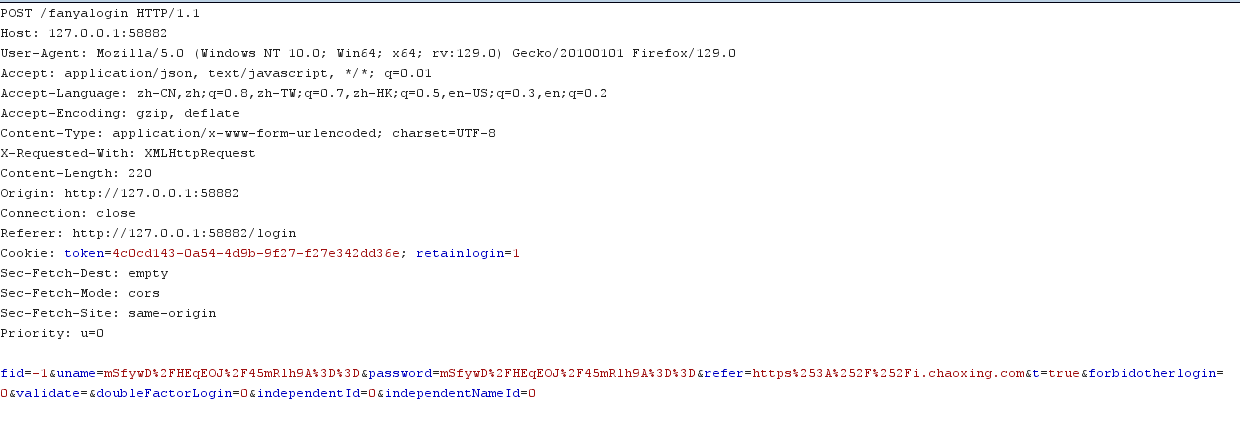 POST /fanyalogin HTTP/1.1
Host: 127.0.0.1:58882
User-Agent: Mozilla/5.0 (Windows NT 10.0; Win64; x64; rv:129.0) Gecko/20100101 Firefox/129.0
Accept: application/json, text/javascript, */*; q=0.01
Accept-Language: zh-CN,zh;q=0.8,zh-TW;q=0.7,zh-HK;q=0.5,en-US;q=0.3,en;q=0.2
Accept-Encoding: gzip, deflate
Content-Type: application/x-www-form-urlencoded; charset=UTF-8
X-Requested-With: XMLHttpRequest
Content-Length: 220
Origin: http://127.0.0.1:58882
Connection: close
Referer: http://127.0.0.1:58882/login
Cookie: token=4c0cd143-0a54-4d9b-9f27-f27e342dd36e; retainlogin=1
Sec-Fetch-Dest: empty
Sec-Fetch-Mode: cors
Sec-Fetch-Site: same-origin
Priority: u=0
fid=-1&uname=mSfywD%2FHEqEOJ%2F45mRlh9A%3D%3D&password=mSfywD%2FHEqEOJ%2F45mRlh9A%3D%3D&refer=https%253A%252F%252Fi.chaoxing.com&t=true&forbidotherlogin=
0&validate=&doubleFactorLogin=0&independentId=0&independentNameId=0